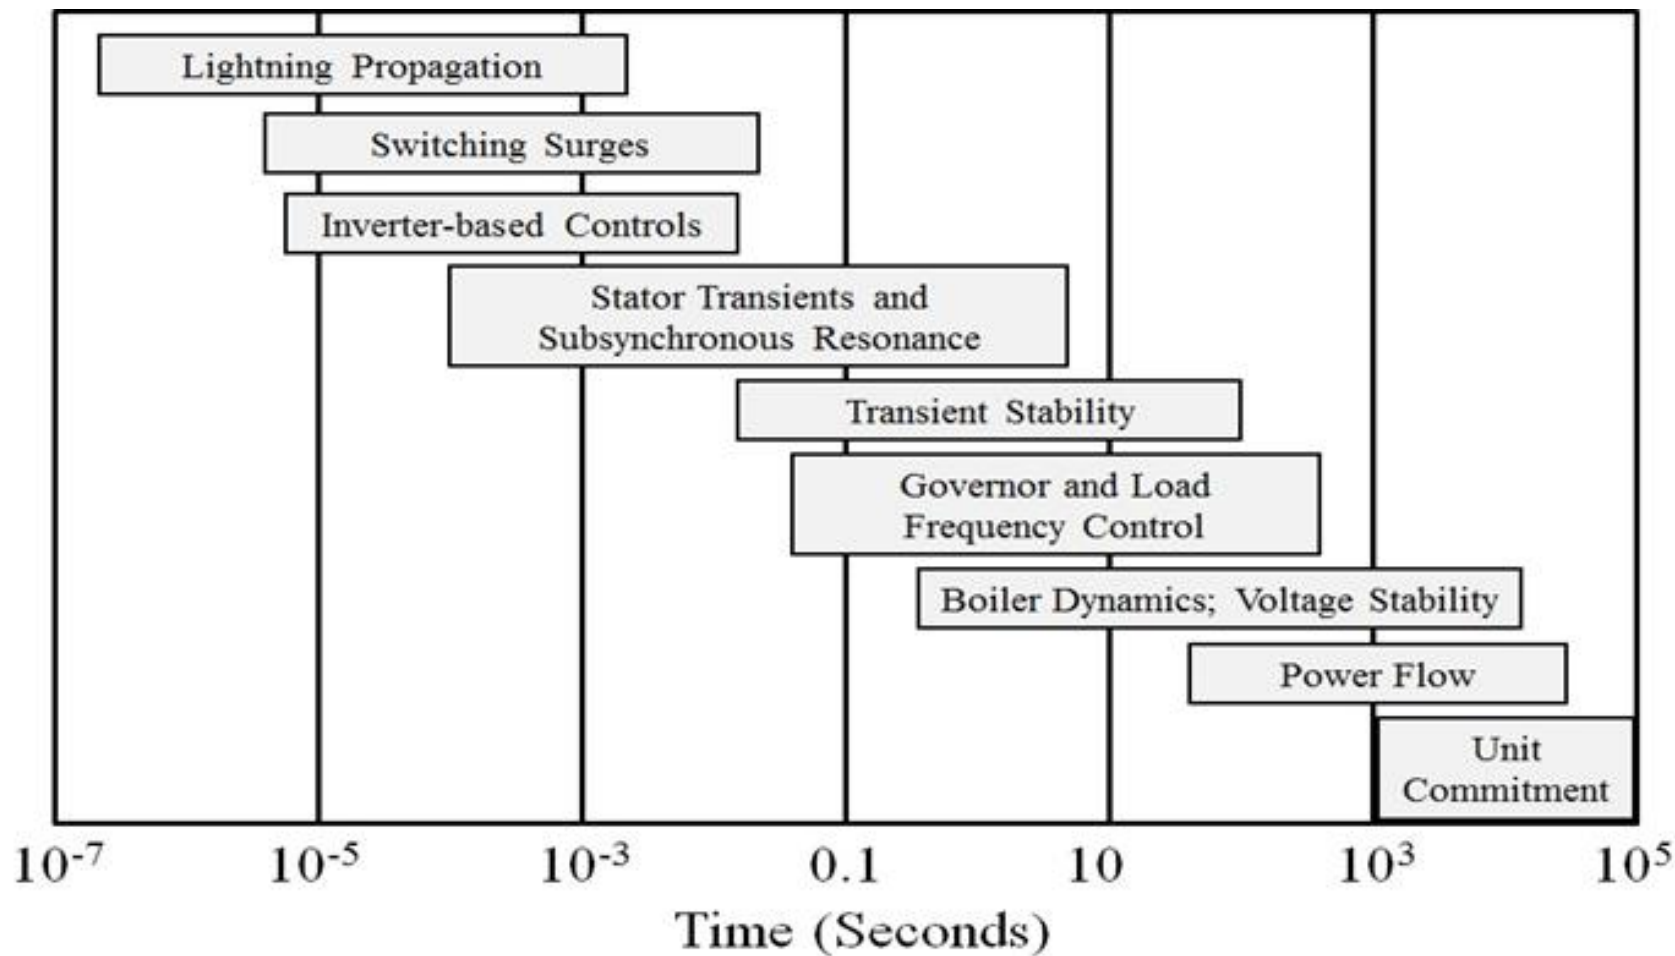 Lightning Propagation
Switching Surges
Inverter-based Controls
Stator Transients and
Subsynchronous Resonance
Transient Stability
Governor and Load
Frequency Control
Boiler Dynamics; Voltage Stability
Power Flow
Unit
Commitment
10⁻⁷ 10⁻⁵ 10⁻³ 0.1 10 10³ 10⁵
Time (Seconds)